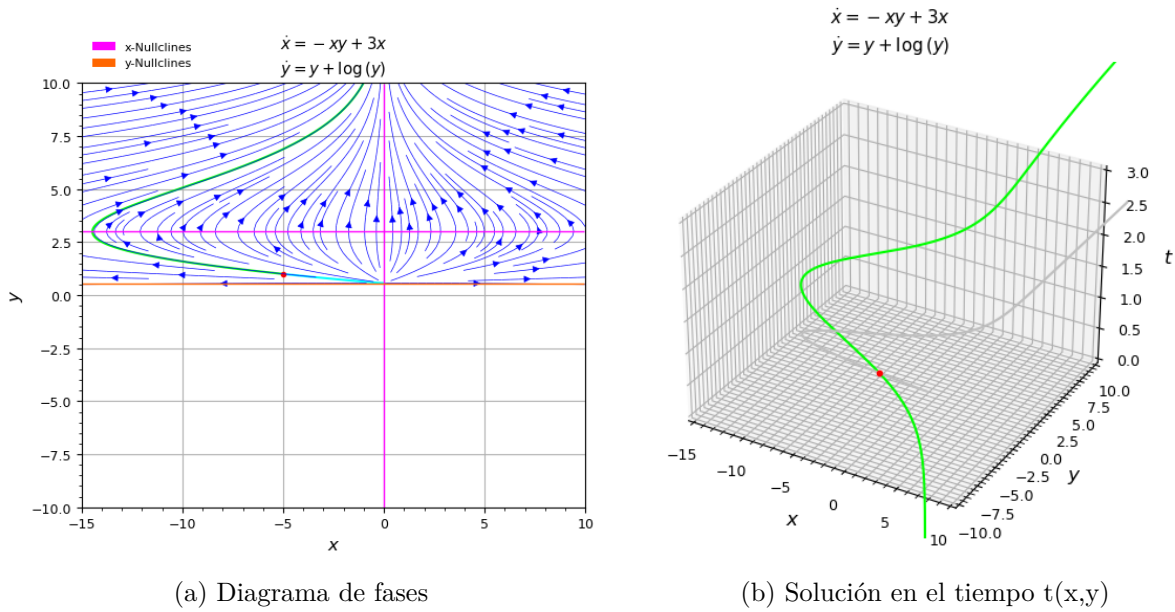 x-Nullclines
y-Nullclines
ẋ = −xy + 3x
ẏ = y + log (y)
10.0
7.5
5.0
2.5
0.0
−2.5
−5.0
−7.5
−10.0
y
−15
−10
−5
0
5
10
x
(a) Diagrama de fases
ẋ = −xy + 3x
ẏ = y + log (y)
3.0
2.5
2.0
1.5
1.0
0.5
0.0
t
10.0
7.5
5.0
2.5
0.0
−2.5
−5.0
−7.5
−10.0
y
−15
−10
−5
0
5
10
x
(b) Solución en el tiempo t(x,y)